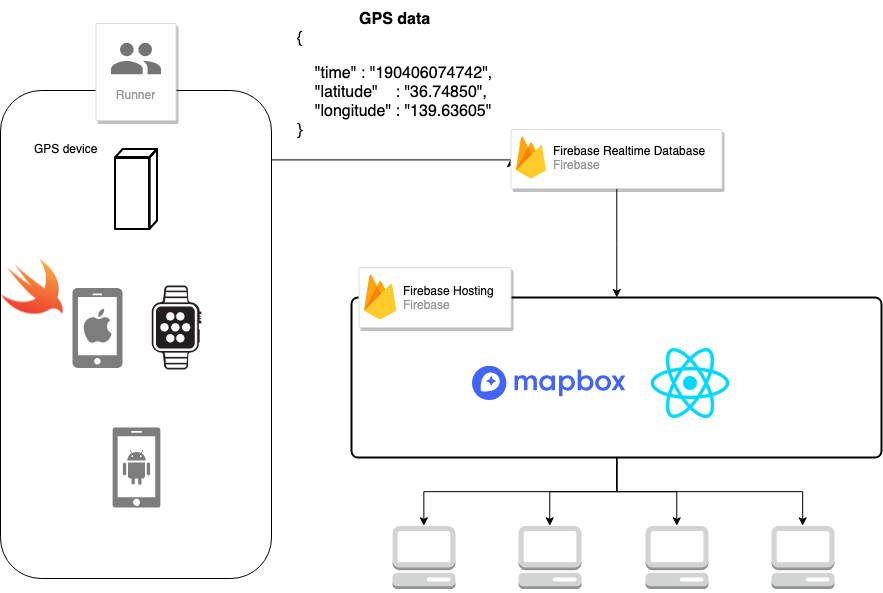 GPS data
{
"time" : "190406074742",
"latitude" : "36.74850",
"longitude" : "139.63605"
}
Runner
GPS device
Firebase Realtime Database
Firebase
Firebase Hosting
Firebase
mapbox